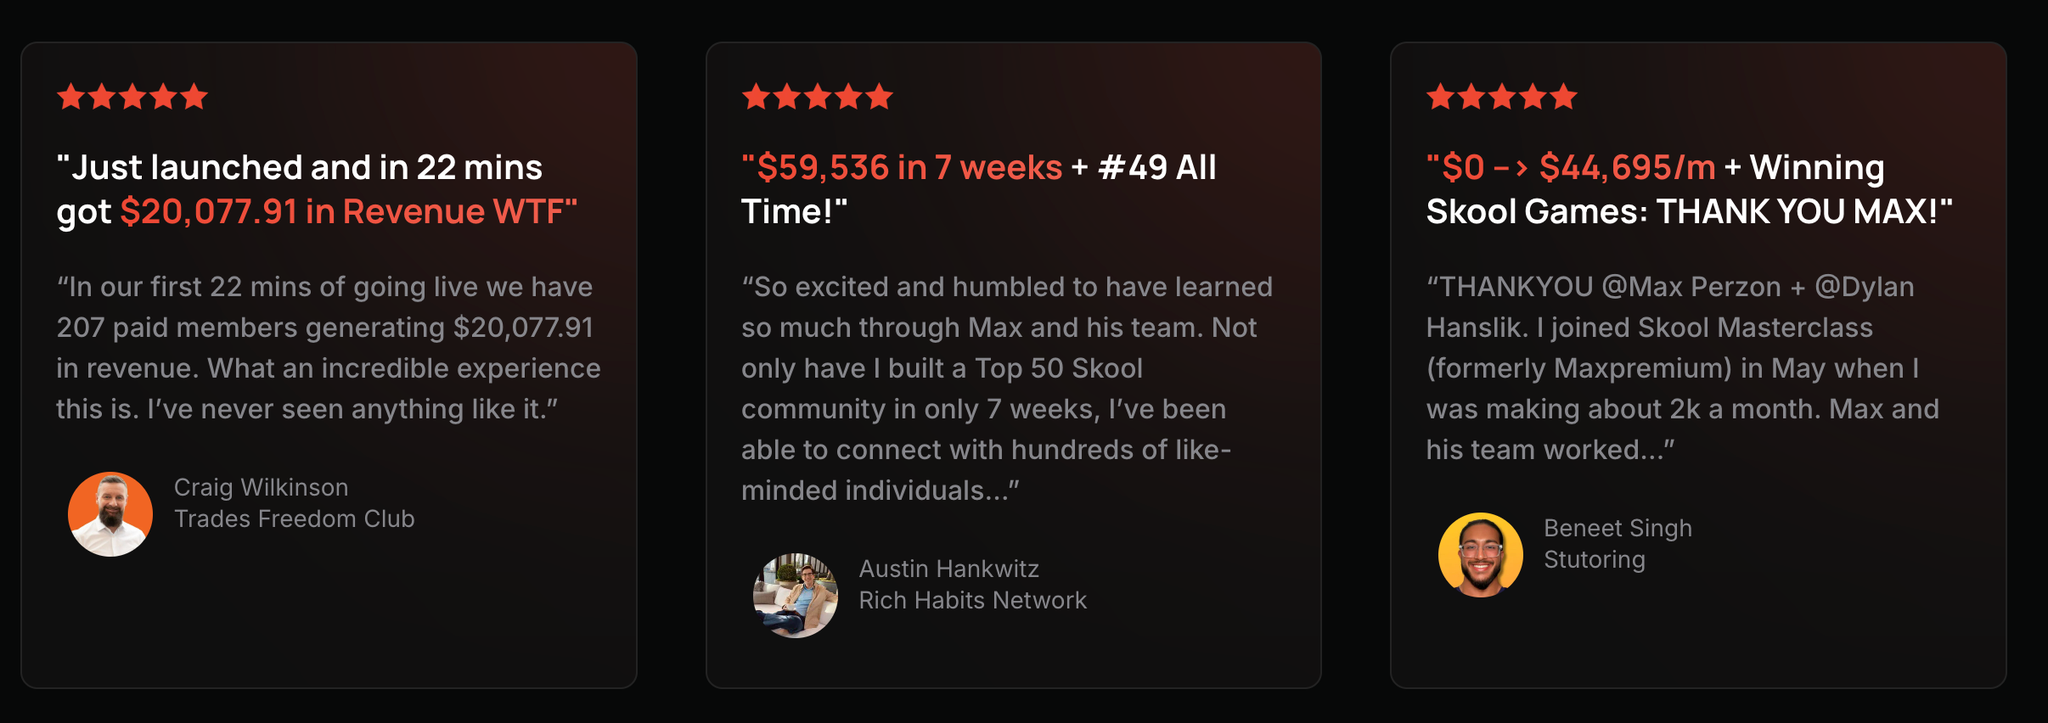 "Just launched and in 22 mins
got $20,077.91 in Revenue WTF"
“In our first 22 mins of going live we have
207 paid members generating $20,077.91
in revenue. What an incredible experience
this is. I’ve never seen anything like it.”
Craig Wilkinson
Trades Freedom Club
"$59,536 in 7 weeks + #49 All
Time!"
“So excited and humbled to have learned
so much through Max and his team. Not
only have I built a Top 50 Skool
community in only 7 weeks, I’ve been
able to connect with hundreds of like-
minded individuals...”
Austin Hankwitz
Rich Habits Network
"$0 –> $44,695/m + Winning
Skool Games: THANK YOU MAX!"
“THANKYOU @Max Perzon + @Dylan
Hanslik. I joined Skool Masterclass
(formerly Maxpremium) in May when I
was making about 2k a month. Max and
his team worked...”
Beneet Singh
Stutoring